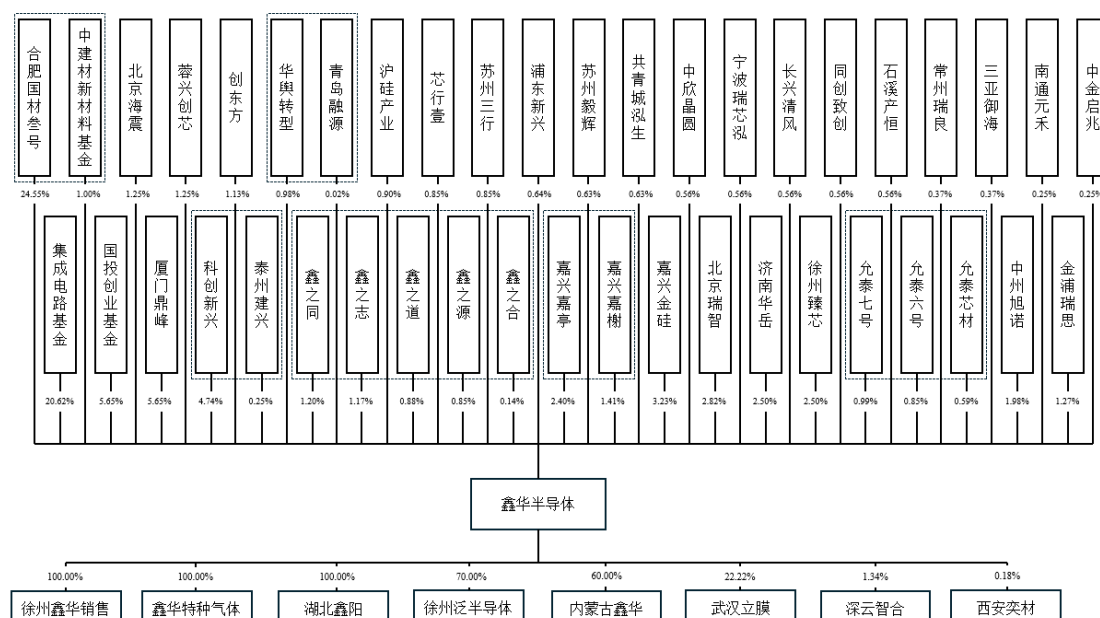 合肥国材叁号
中建材新材料基金
北京海震
蓉兴创芯
创东方
华舆转型
青岛融源
沪硅产业
芯行壹
苏州三行
浦东新兴
苏州毅辉
共青城泓生
中欣晶圆
宁波瑞芯泓
长兴清风
同创致创
石溪产恒
常州瑞良
三亚御海
南通元禾
中金启兆
24.55%
1.00%
1.25%
1.25%
1.13%
0.98%
0.02%
0.90%
0.85%
0.85%
0.64%
0.63%
0.63%
0.56%
0.56%
0.56%
0.56%
0.56%
0.37%
0.37%
0.25%
0.25%
集成电路基金
国投创业基金
厦门鼎峰
科创新兴
泰州建兴
鑫之同
鑫之志
鑫之道
鑫之源
鑫之合
嘉兴嘉亭
嘉兴嘉榭
嘉兴金硅
北京瑞智
济南华岳
徐州臻芯
允泰七号
允泰六号
允泰芯材
中州旭诺
金浦瑞思
20.62%
5.65%
5.65%
4.74%
0.25%
1.20%
1.17%
0.88%
0.85%
0.14%
2.40%
1.41%
3.23%
2.82%
2.50%
2.50%
0.99%
0.85%
0.59%
1.98%
1.27%
鑫华半导体
100.00%
100.00%
100.00%
70.00%
60.00%
22.22%
1.34%
0.18%
徐州鑫华销售
鑫华特种气体
湖北鑫阳
徐州泛半导体
内蒙古鑫华
武汉立膜
深云智合
西安奕材